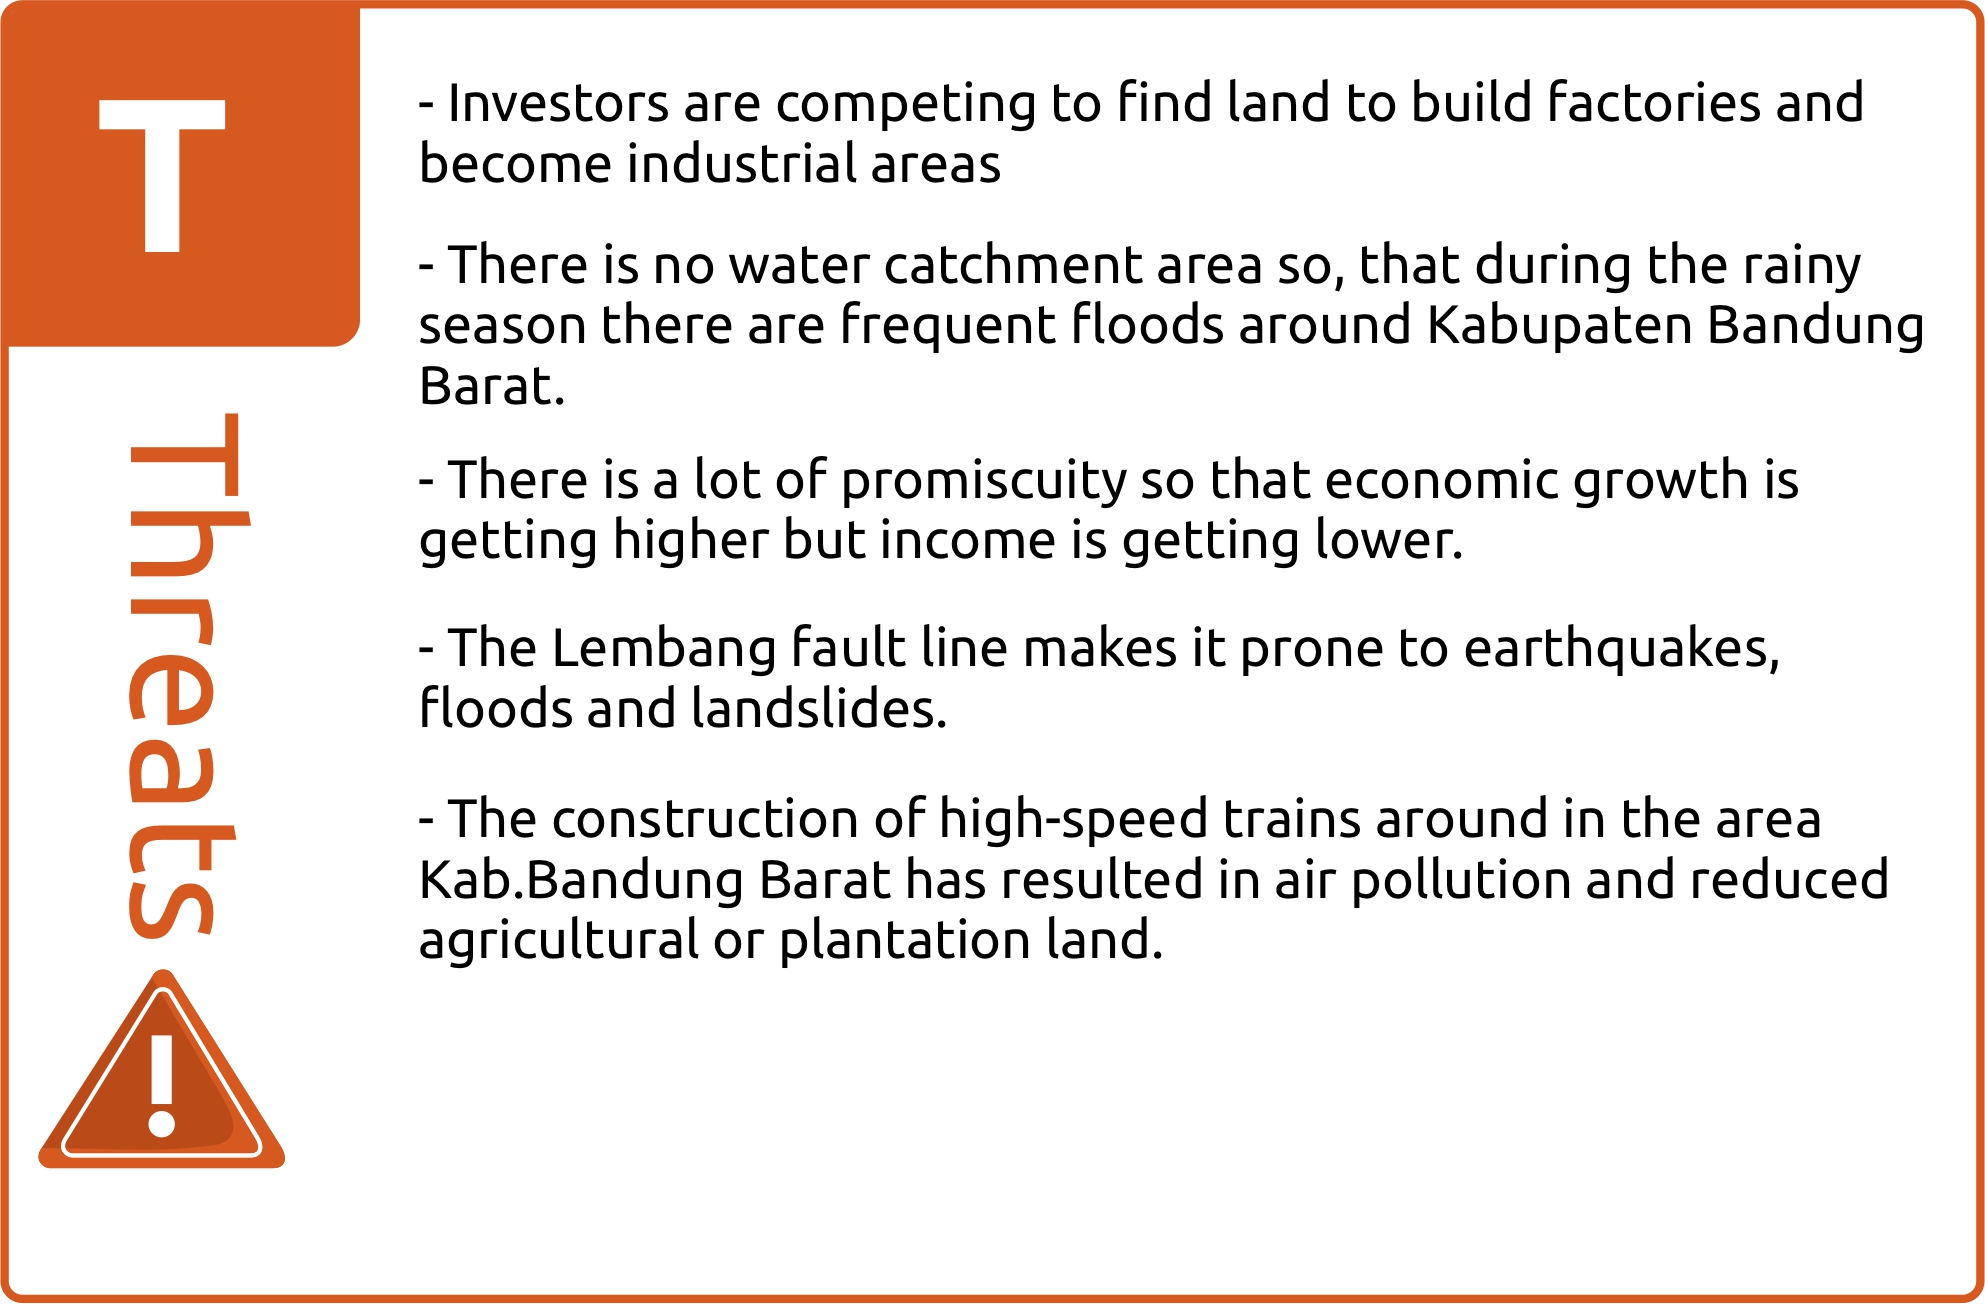 T
Threats
!
- Investors are competing to find land to build factories and
become industrial areas
- There is no water catchment area so, that during the rainy
season there are frequent floods around Kabupaten Bandung
Barat.
- There is a lot of promiscuity so that economic growth is
getting higher but income is getting lower.
- The Lembang fault line makes it prone to earthquakes,
floods and landslides.
- The construction of high-speed trains around in the area
Kab.Bandung Barat has resulted in air pollution and reduced
agricultural or plantation land.